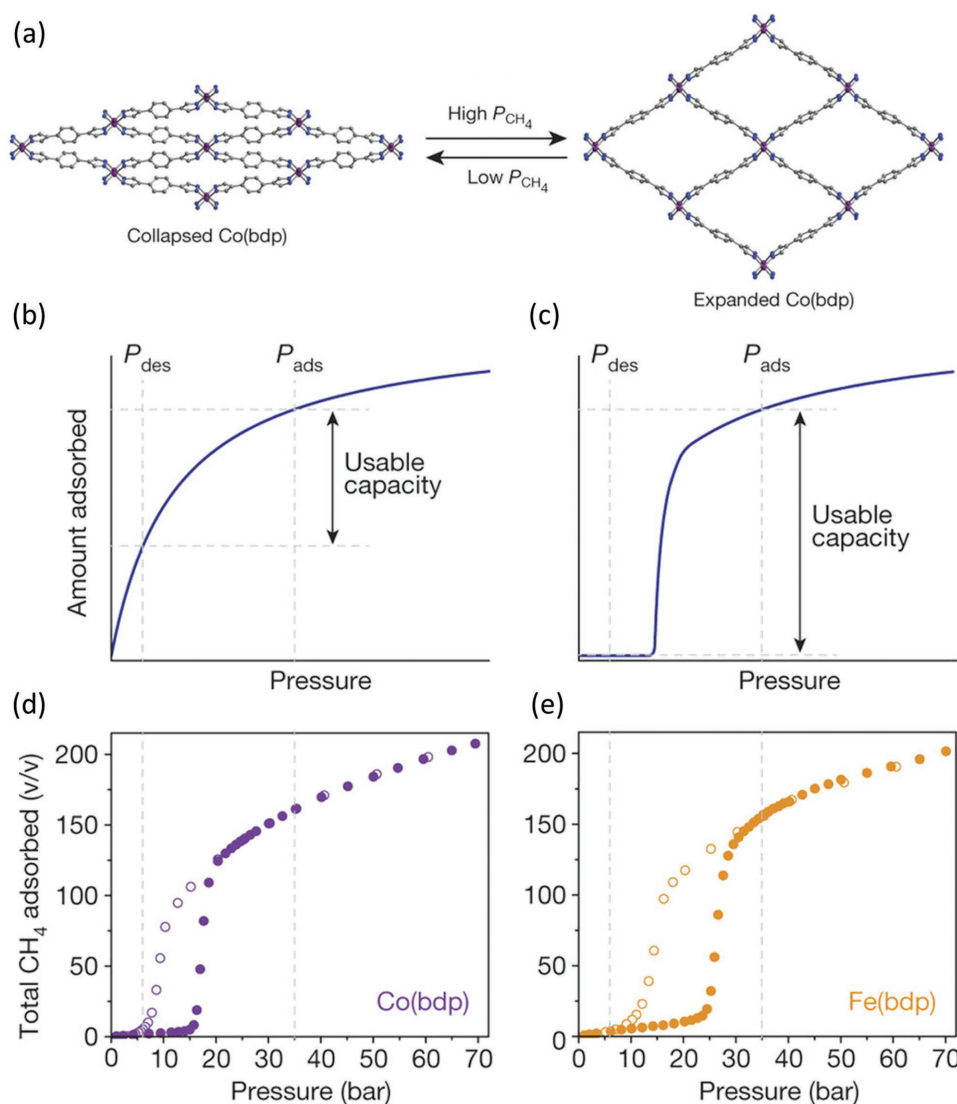 (a)
High P_CH₄
Low P_CH₄
Collapsed Co(bdp)
Expanded Co(bdp)
(b)
P_des
P_ads
Usable
capacity
Amount adsorbed
Pressure
(c)
P_des
P_ads
Usable
capacity
Pressure
(d)
Total CH₄ adsorbed (v/v)
200
150
100
50
0
Co(bdp)
0 10 20 30 40 50 60 70
Pressure (bar)
(e)
200
150
100
50
0
Fe(bdp)
0 10 20 30 40 50 60 70
Pressure (bar)